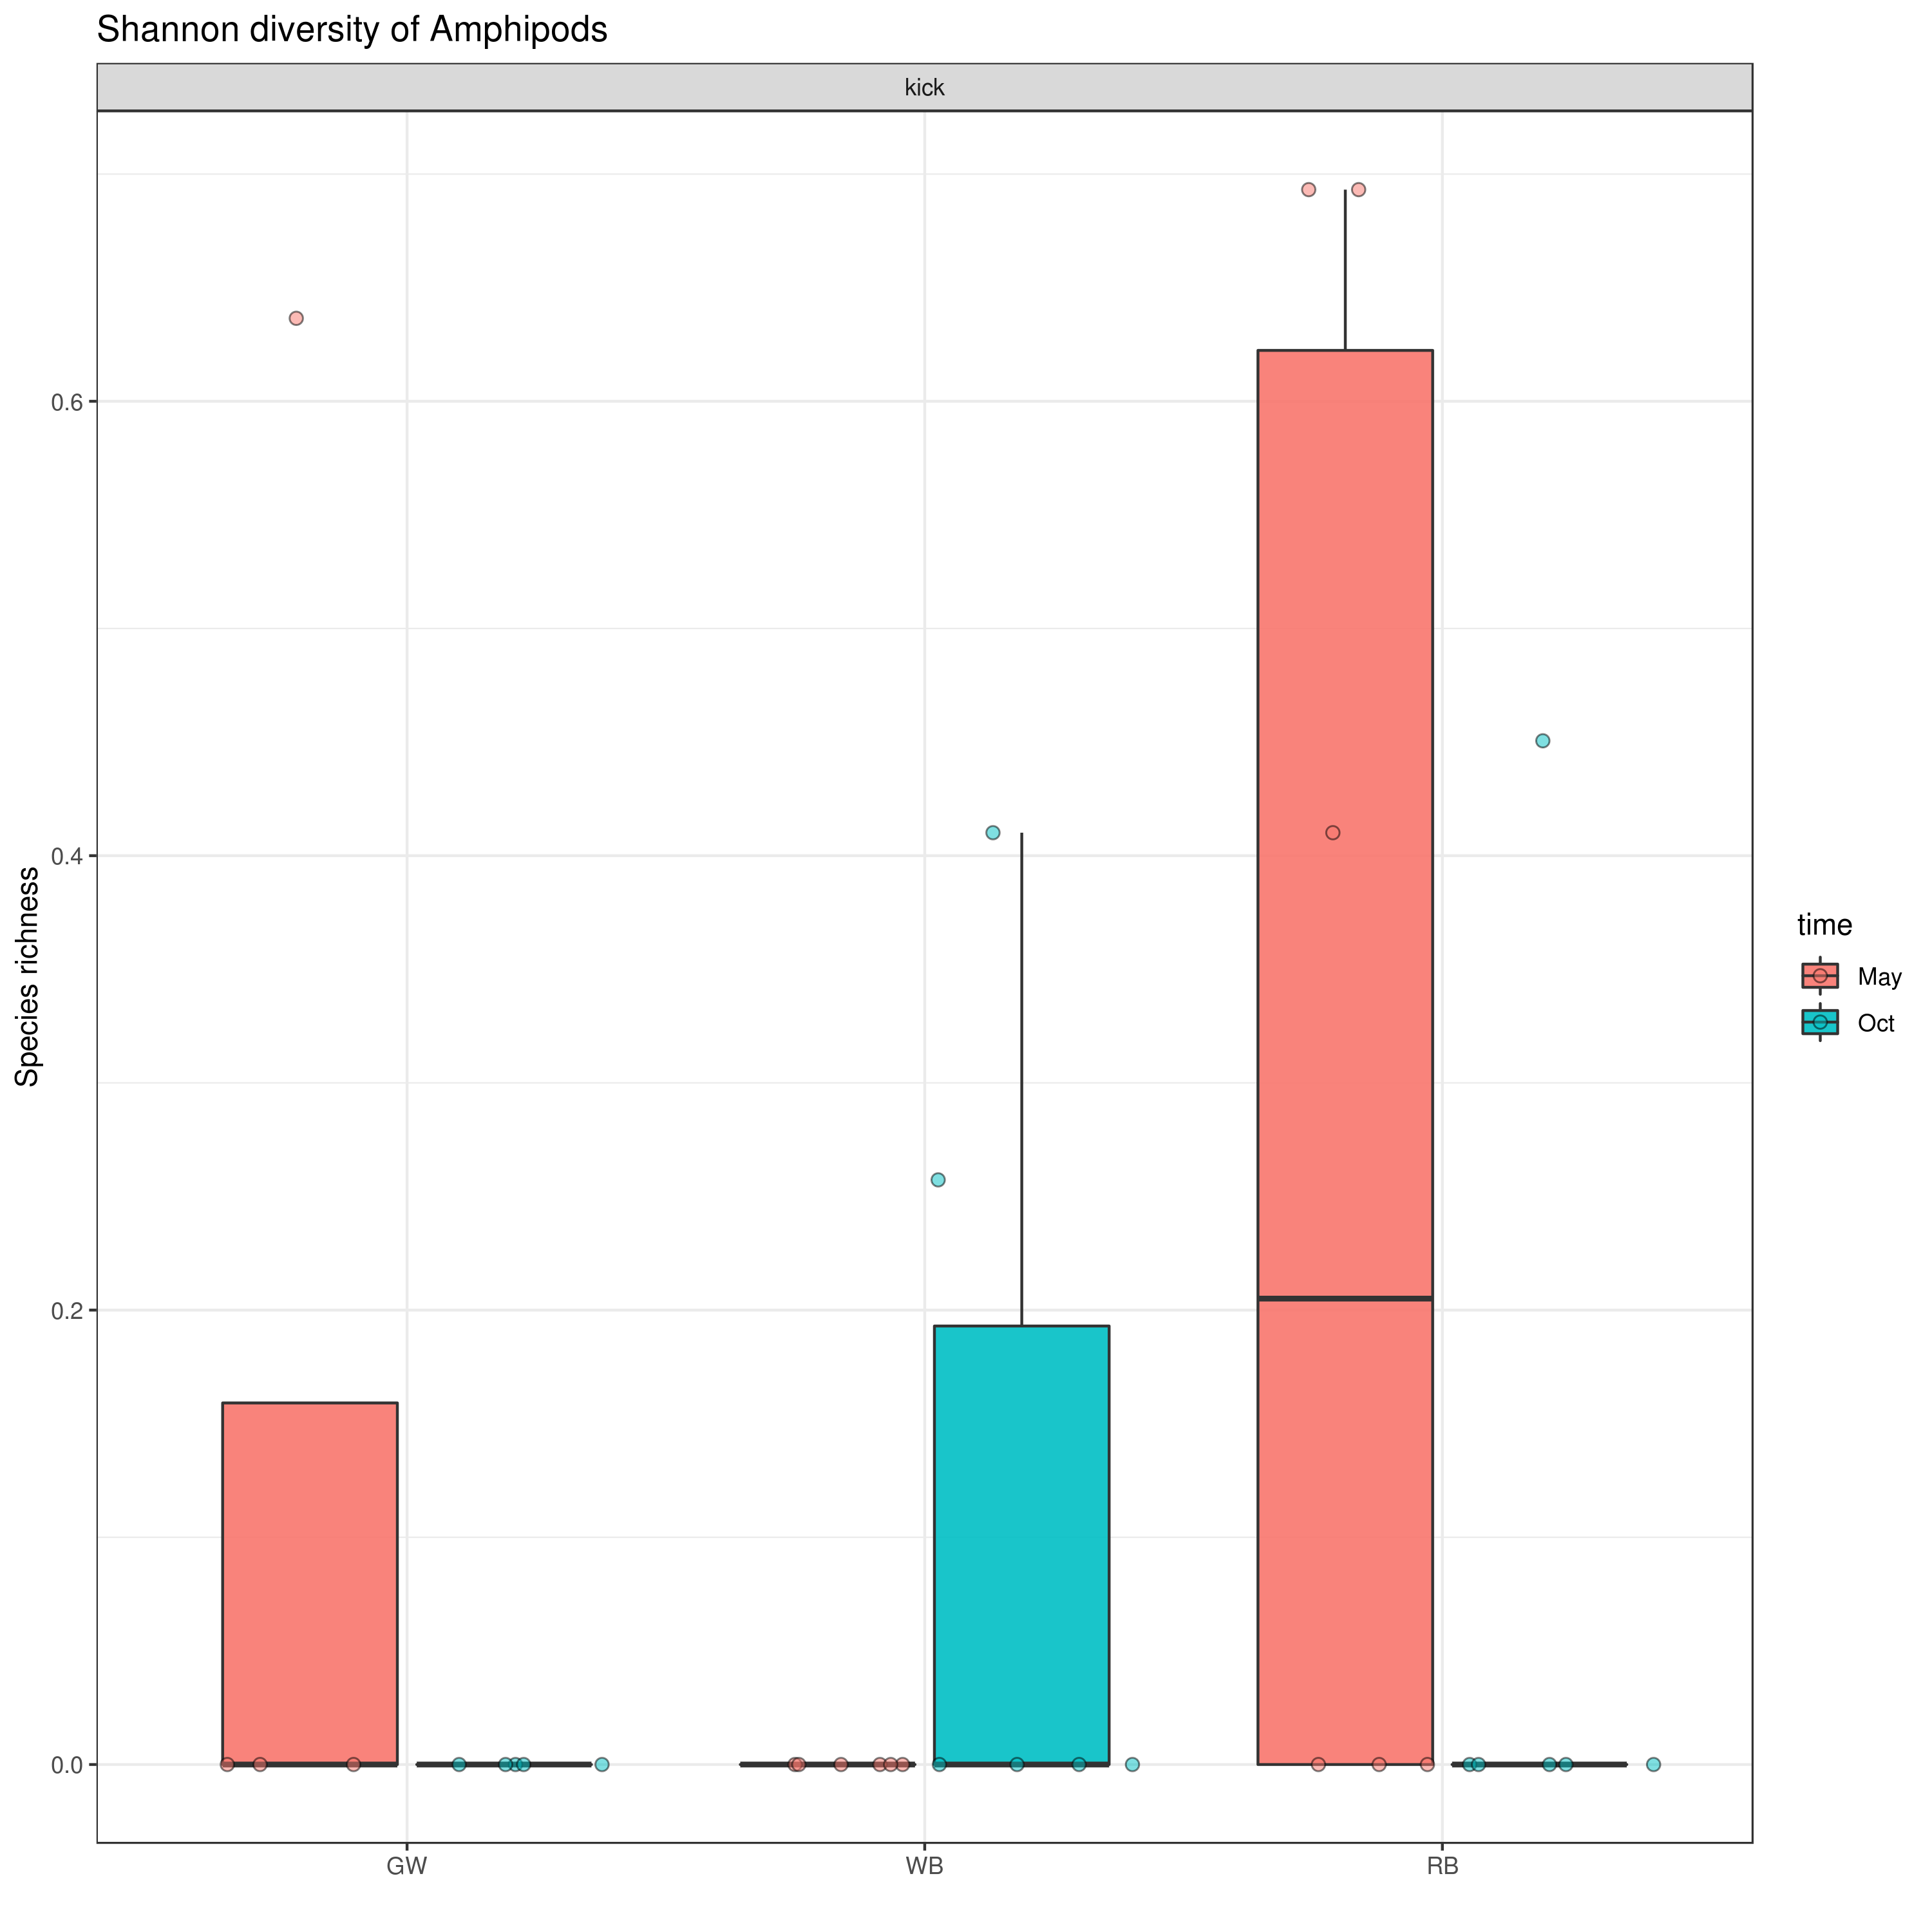 Shannon diversity of Amphipods
kick
Species richness
0.6
0.4
0.2
0.0
GW
WB
RB
time
May
Oct